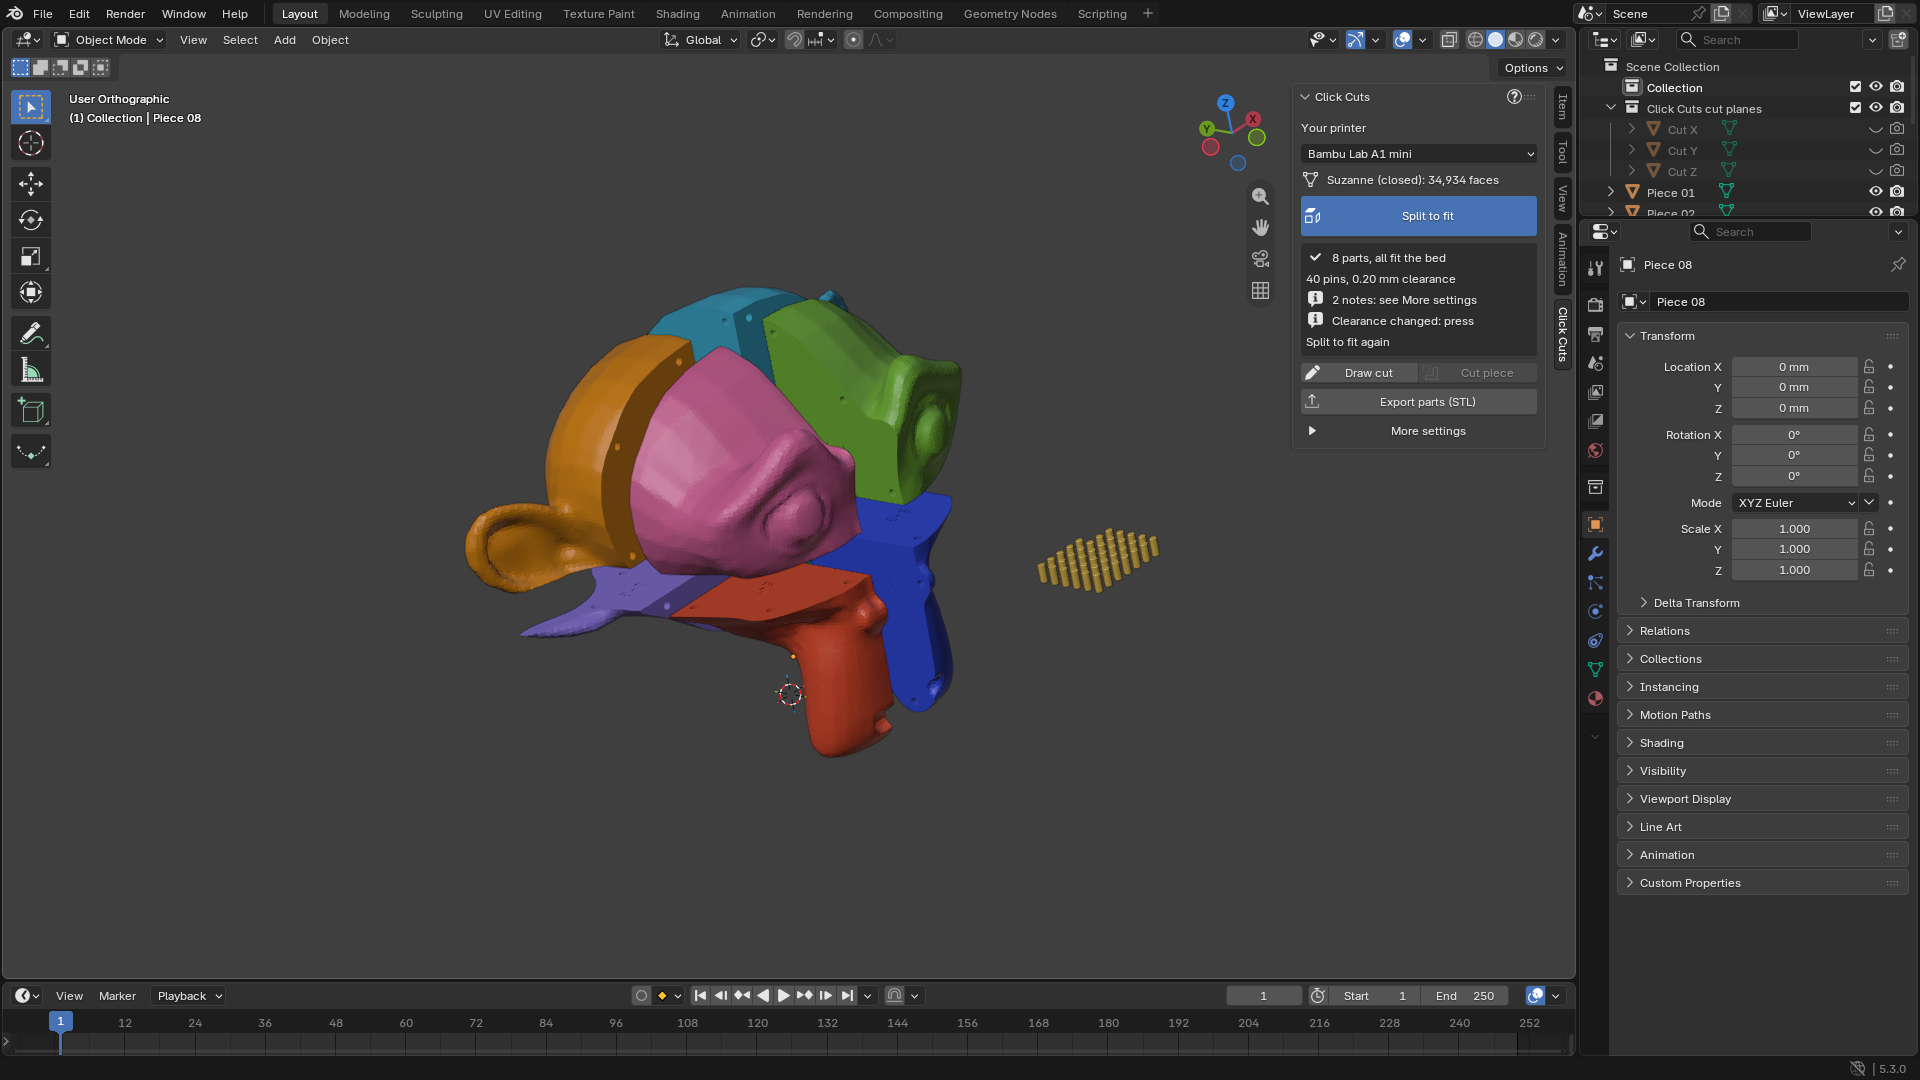 File Edit Render Window Help Layout Modeling Sculpting UV Editing Texture Paint Shading Animation Rendering Compositing Geometry Nodes Scripting + Scene ViewLayer
Object Mode View Select Add Object Global Search
Options
User Orthographic
(1) Collection | Piece 08
Z
Y
X
Click Cuts
Your printer
Bambu Lab A1 mini
Suzanne (closed): 34,934 faces
Split to fit
8 parts, all fit the bed
40 pins, 0.20 mm clearance
2 notes: see More settings
Clearance changed: press
Split to fit again
Draw cut Cut piece
Export parts (STL)
More settings
Item
Tool
View
Animation
Click Cuts
Scene Collection
Collection
Click Cuts cut planes
Cut X
Cut Y
Cut Z
Piece 01
Piece 02
Search
Piece 08
Piece 08
Transform
Location X 0 mm
Y 0 mm
Z 0 mm
Rotation X 0°
Y 0°
Z 0°
Mode XYZ Euler
Scale X 1.000
Y 1.000
Z 1.000
Delta Transform
Relations
Collections
Instancing
Motion Paths
Shading
Visibility
Viewport Display
Line Art
Animation
Custom Properties
View Marker Playback 1 Start 1 End 250
1 12 24 36 48 60 72 84 96 108 120 132 144 156 168 180 192 204 216 228 240 252
5.3.0